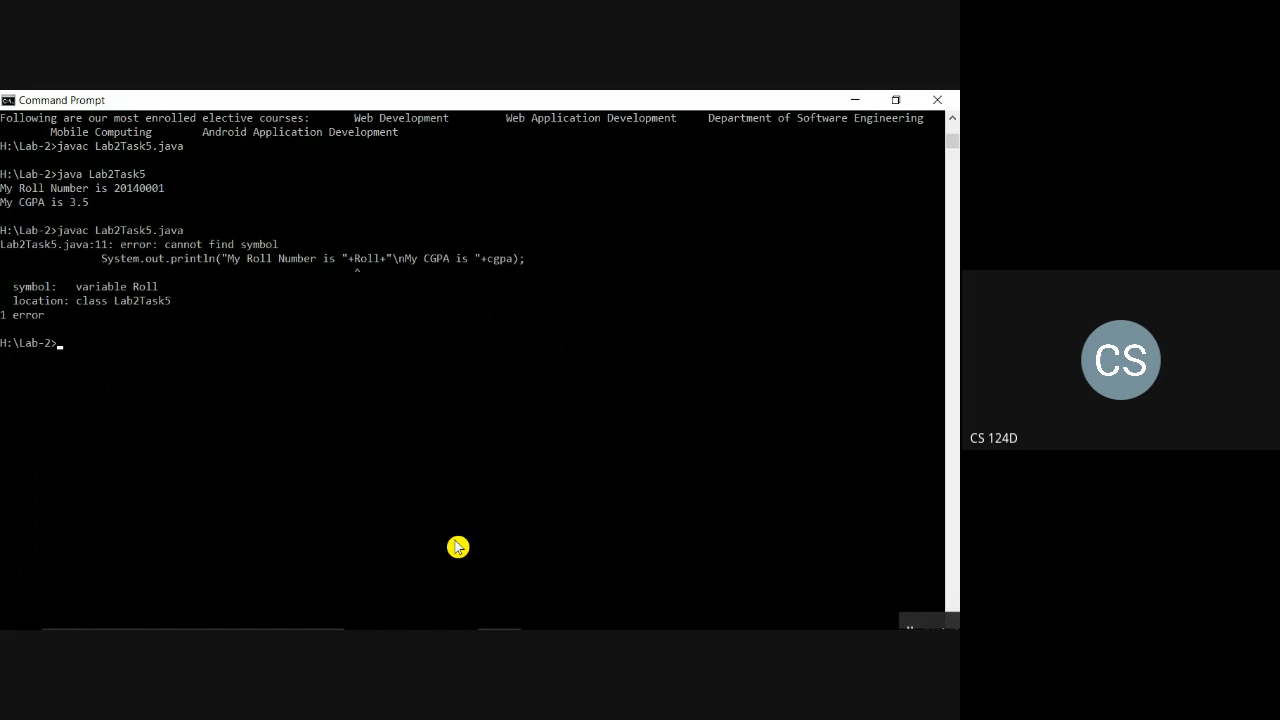 Command Prompt
Following are our most enrolled elective courses: Web Development Web Application Development Department of Software Engineering
Mobile Computing Android Application Development
H:\Lab-2>javac Lab2Task5.java
H:\Lab-2>java Lab2Task5
My Roll Number is 20140001
My CGPA is 3.5
H:\Lab-2>javac Lab2Task5.java
Lab2Task5.java:11: error: cannot find symbol
System.out.println("My Roll Number is "+Roll+"\nMy CGPA is "+cgpa);
^
symbol: variable Roll
location: class Lab2Task5
1 error
H:\Lab-2>
CS
CS 124D